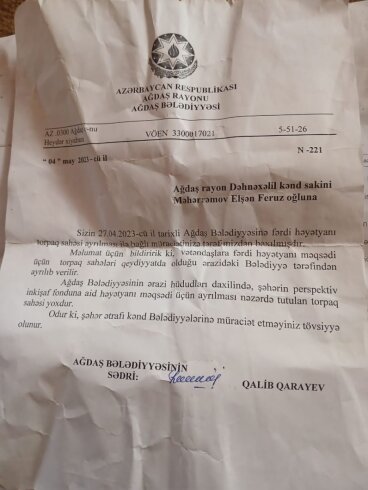 AZƏRBAYCAN RESPUBLİKASI
AĞDAŞ RAYONU
AĞDAŞ BƏLƏDİYYƏSİ
AZ .0300 Ağdaş r-nu VÖEN 3300017021 5-51-26
Heydər xiyabanı
N -221
" 04 " may 2023-cü il
Ağdaş rayon Dəhnəxəlil kənd sakini
Məhərrəmov Elşən Feruz oğluna
Sizin 27.04.2023-cü il tarixli Ağdaş Bələdiyyəsinə fərdi həyətyanı
torpaq sahəsi ayrılması ilə bağlı müraciətinizə tərəfimizdən baxılmışdır.
Məlumat üçün bildiririk ki, vətəndaşlara fərdi həyətyanı məqsədi
üçün torpaq sahələri qeydiyyatda olduğu ərazidəki Bələdiyyə tərəfindən
ayrılıb verilir.
Ağdaş Bələdiyyəsinin ərazi hüdudları daxilində, şəhərin perspektiv
inkişaf fonduna aid həyətyanı məqsədi üçün ayrılması nəzərdə tutulan torpaq
sahəsi yoxdur.
Odur ki, şəhər ətrafı kənd Bələdiyyələrinə müraciət etməyiniz tövsiyyə
olunur.
AĞDAŞ BƏLƏDİYYƏSİNİN
SƏDRİ: QALİB QARAYEV